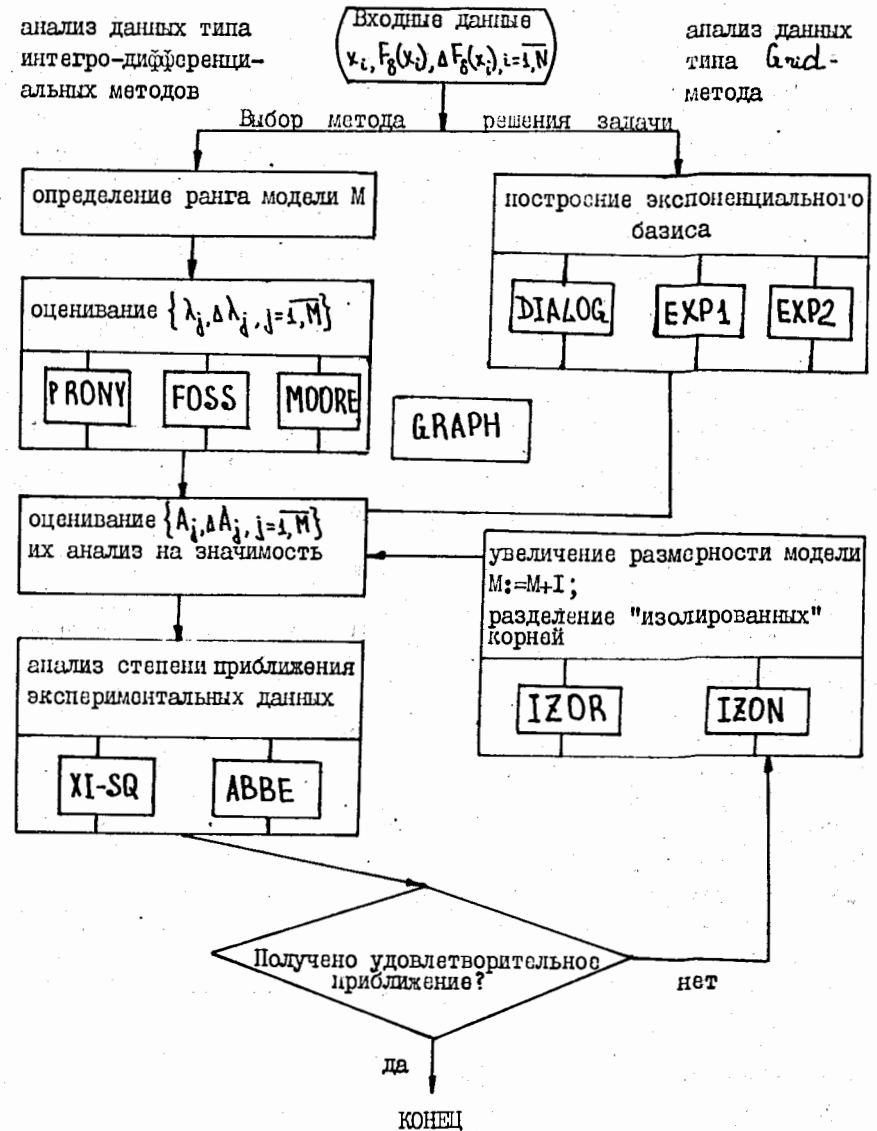 анализ данных типа
интегро-дифференци-
альных методов
Входные данные
x_i, F_δ(x_i), ΔF_δ(x_i), i=1,N
анализ данных
типа Grid-
метода
Выбор метода решения задачи
определение ранга модели M
построение экспоненциального
базиса
DIALOG EXP1 EXP2
оценивание {λ_j, Δλ_j, j=1,M}
PRONY FOSS MOORE
GRAPH
оценивание {A_j, ΔA_j, j=1,M}
их анализ на значимость
увеличение размерности модели
M:=M+I;
разделение "изолированных"
корней
IZOR IZON
анализ степени приближения
экспериментальных данных
XI-SQ ABBE
Получено удовлетворительное
приближение?
нет
да
КОНЕЦ